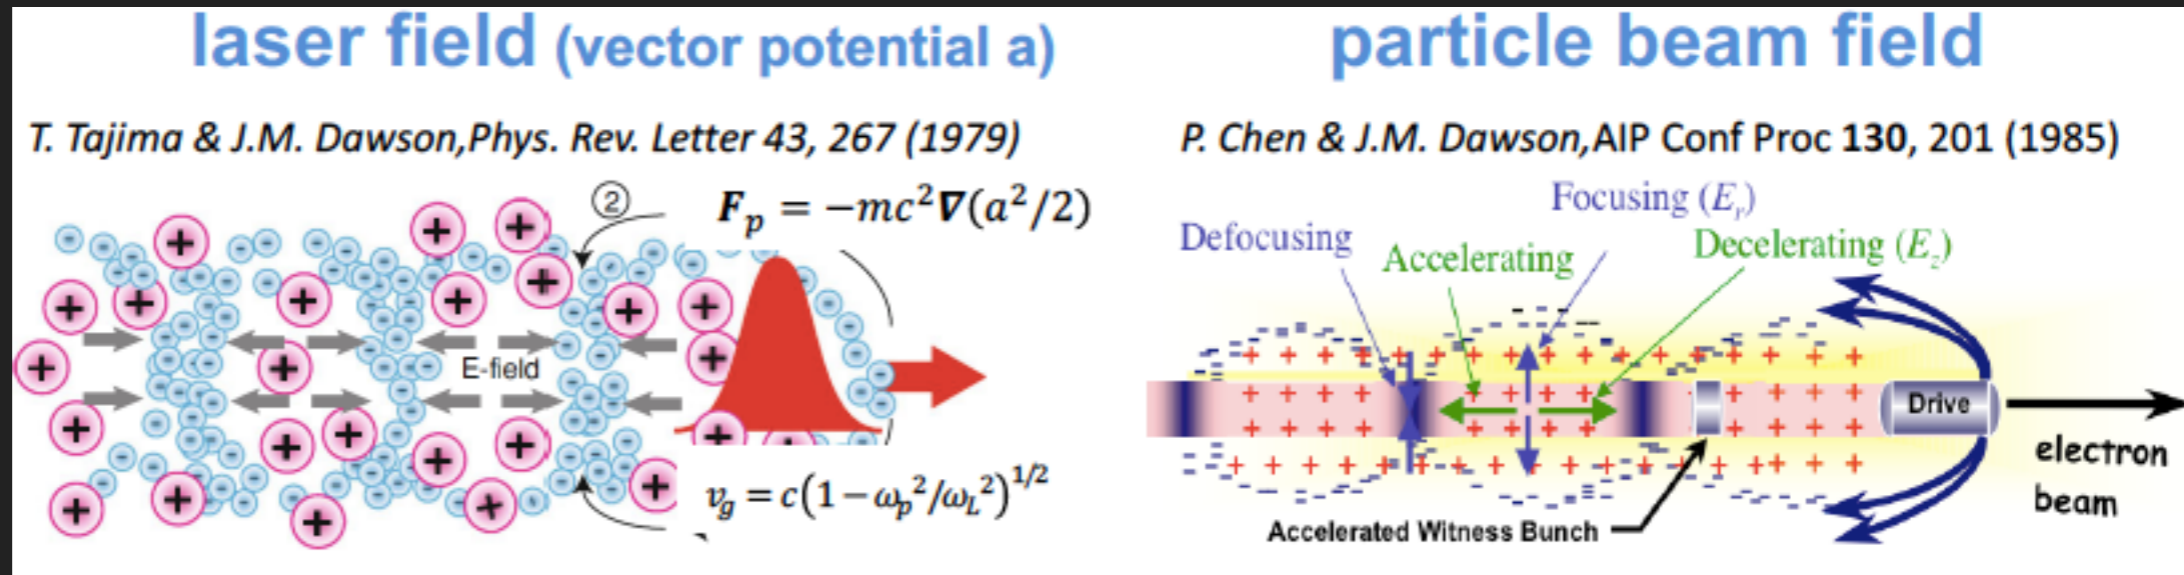 laser field (vector potential a)
T. Tajima & J.M. Dawson,Phys. Rev. Letter 43, 267 (1979)
②
F_p = −mc²∇(a²/2)
E-field
v_g = c(1−ω_p²/ω_L²)^{1/2}
particle beam field
P. Chen & J.M. Dawson,AIP Conf Proc 130, 201 (1985)
Focusing (E_r)
Defocusing
Accelerating
Decelerating (E_z)
Drive
electron
beam
Accelerated Witness Bunch